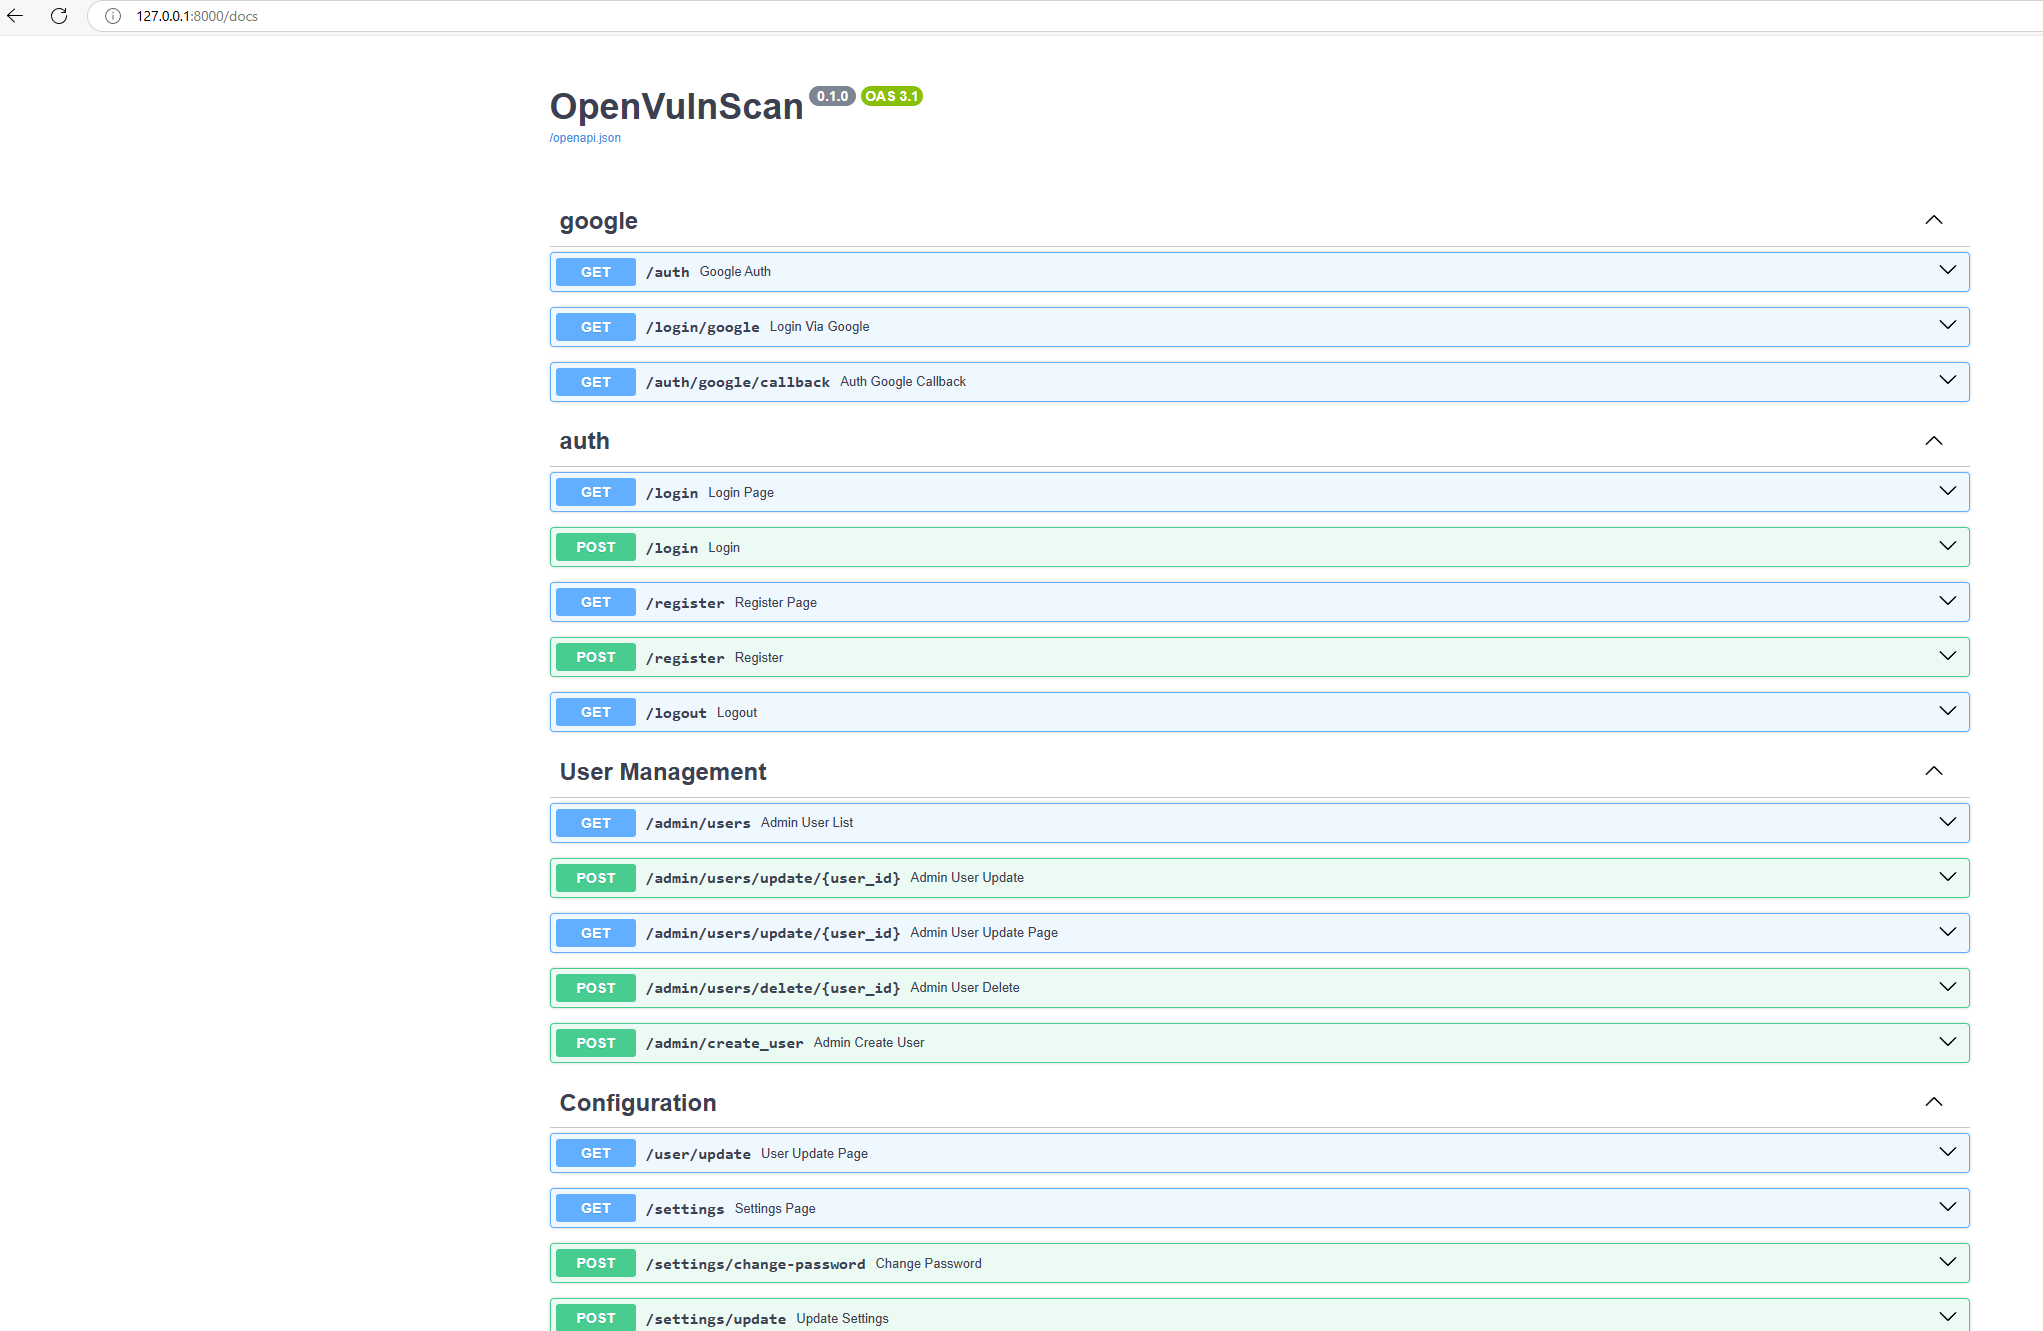 127.0.0.1:8000/docs
OpenVulnScan 0.1.0 OAS 3.1
/openapi.json
google
GET /auth Google Auth
GET /login/google Login Via Google
GET /auth/google/callback Auth Google Callback
auth
GET /login Login Page
POST /login Login
GET /register Register Page
POST /register Register
GET /logout Logout
User Management
GET /admin/users Admin User List
POST /admin/users/update/{user_id} Admin User Update
GET /admin/users/update/{user_id} Admin User Update Page
POST /admin/users/delete/{user_id} Admin User Delete
POST /admin/create_user Admin Create User
Configuration
GET /user/update User Update Page
GET /settings Settings Page
POST /settings/change-password Change Password
POST /settings/update Update Settings